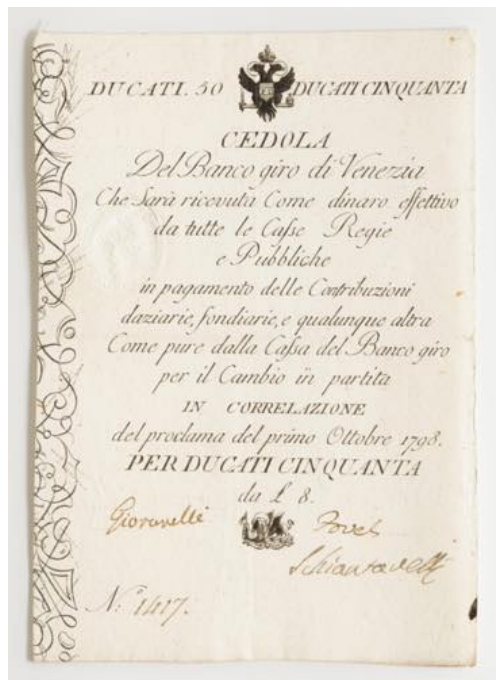 DUCATI. 50 DUCATI CINQUANTA
CEDOLA
Del Banco giro di Venezia
Che Sarà ricevuta Come dinaro effettivo
da tutte le Casse Regie
e Pubbliche
in pagamento delle Contribuzioni
daziarie, fondiarie, e qualunque altra
Come pure dalla Cassa del Banco giro
per il Cambio in partita
IN CORRELAZIONE
del proclama del primo Ottobre 1798.
PER DUCATI CINQUANTA
da £ 8.
N.º 1417.